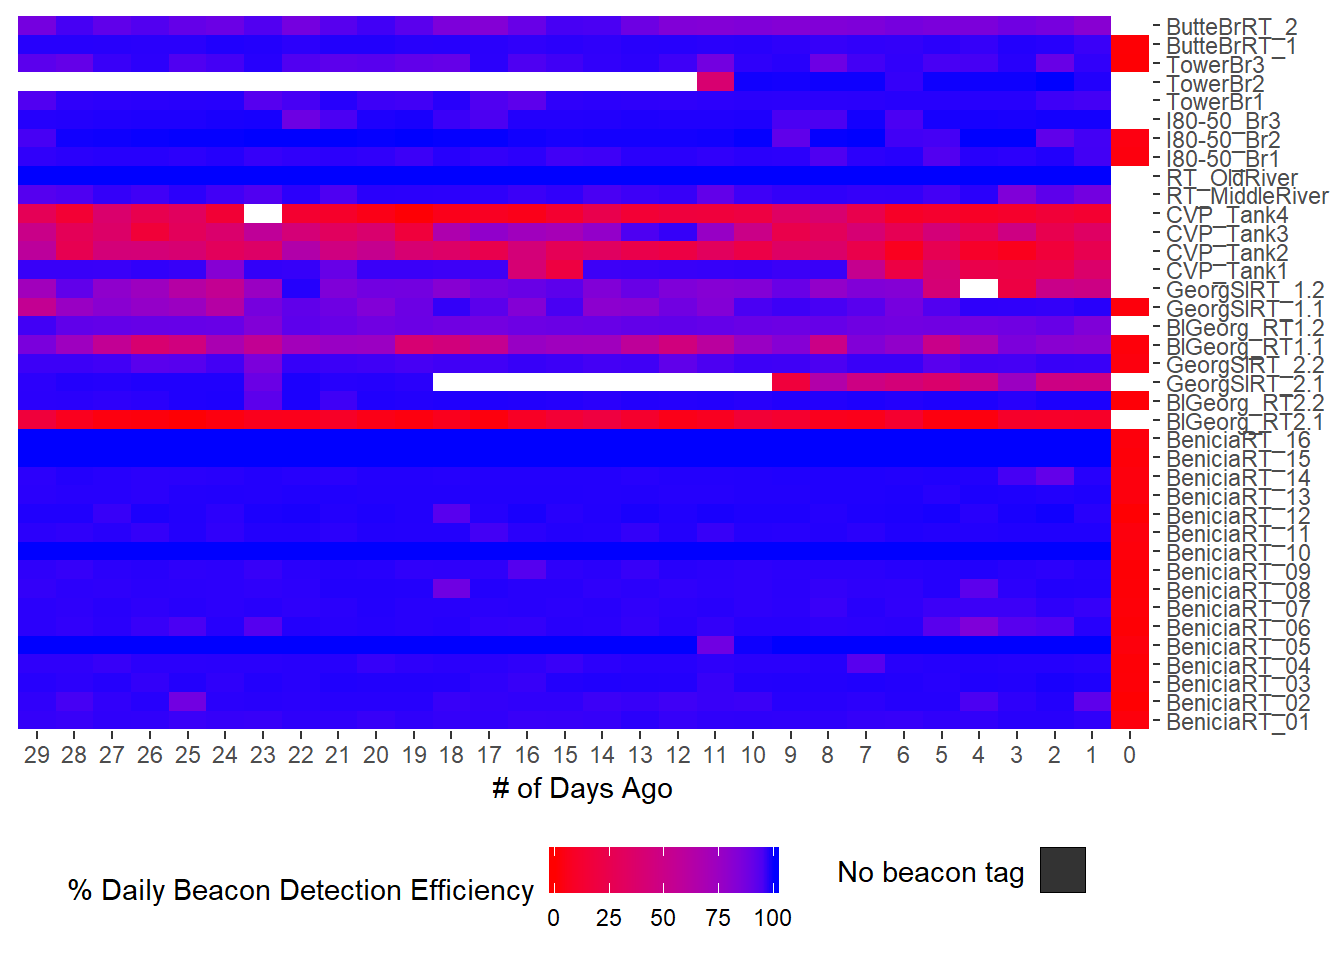 ButteBrRT_2
ButteBrRT_1
TowerBr3
TowerBr2
TowerBr1
I80-50_Br3
I80-50_Br2
I80-50_Br1
RT_OldRiver
RT_MiddleRiver
CVP_Tank4
CVP_Tank3
CVP_Tank2
CVP_Tank1
GeorgSlRT_1.2
GeorgSlRT_1.1
BlGeorg_RT1.2
BlGeorg_RT1.1
GeorgSlRT_2.2
GeorgSlRT_2.1
BlGeorg_RT2.2
BlGeorg_RT2.1
BeniciaRT_16
BeniciaRT_15
BeniciaRT_14
BeniciaRT_13
BeniciaRT_12
BeniciaRT_11
BeniciaRT_10
BeniciaRT_09
BeniciaRT_08
BeniciaRT_07
BeniciaRT_06
BeniciaRT_05
BeniciaRT_04
BeniciaRT_03
BeniciaRT_02
BeniciaRT_01
29 28 27 26 25 24 23 22 21 20 19 18 17 16 15 14 13 12 11 10 9 8 7 6 5 4 3 2 1 0
# of Days Ago
% Daily Beacon Detection Efficiency
0 25 50 75 100
No beacon tag